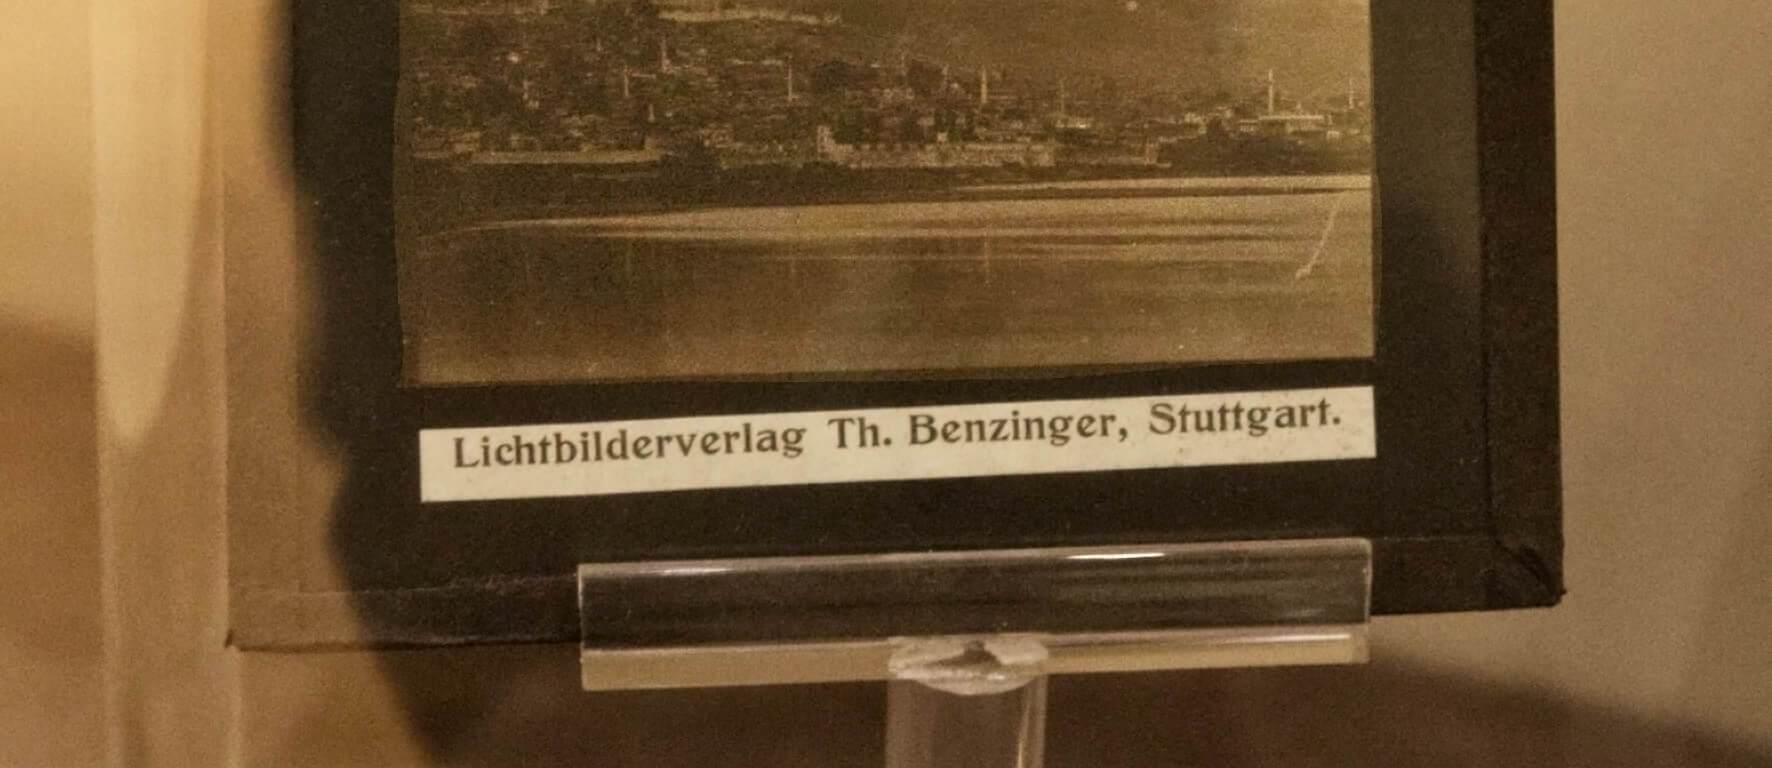 Lichtbilderverlag Th. Benzinger, Stuttgart.